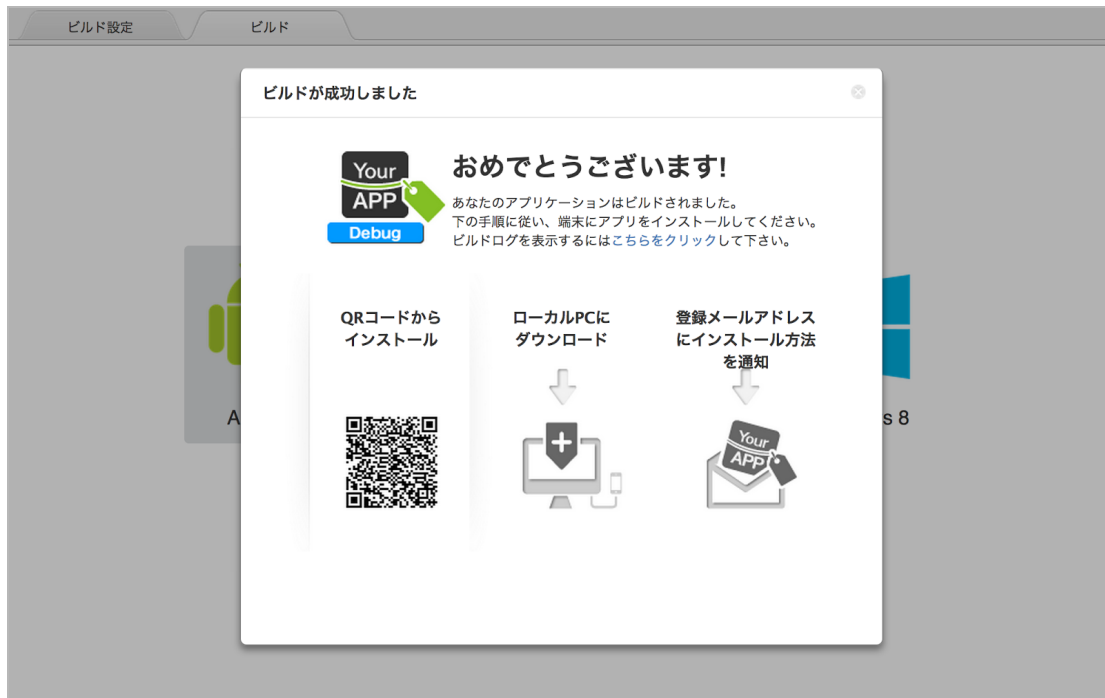 ビルド設定
ビルド
ビルドが成功しました
Your
APP
Debug
おめでとうございます!
あなたのアプリケーションはビルドされました。
下の手順に従い、端末にアプリをインストールしてください。
ビルドログを表示するにはこちらをクリックして下さい。
QRコードから
インストール
ローカルPCに
ダウンロード
登録メールアドレス
にインストール方法
を通知
Your
APP
A
s 8